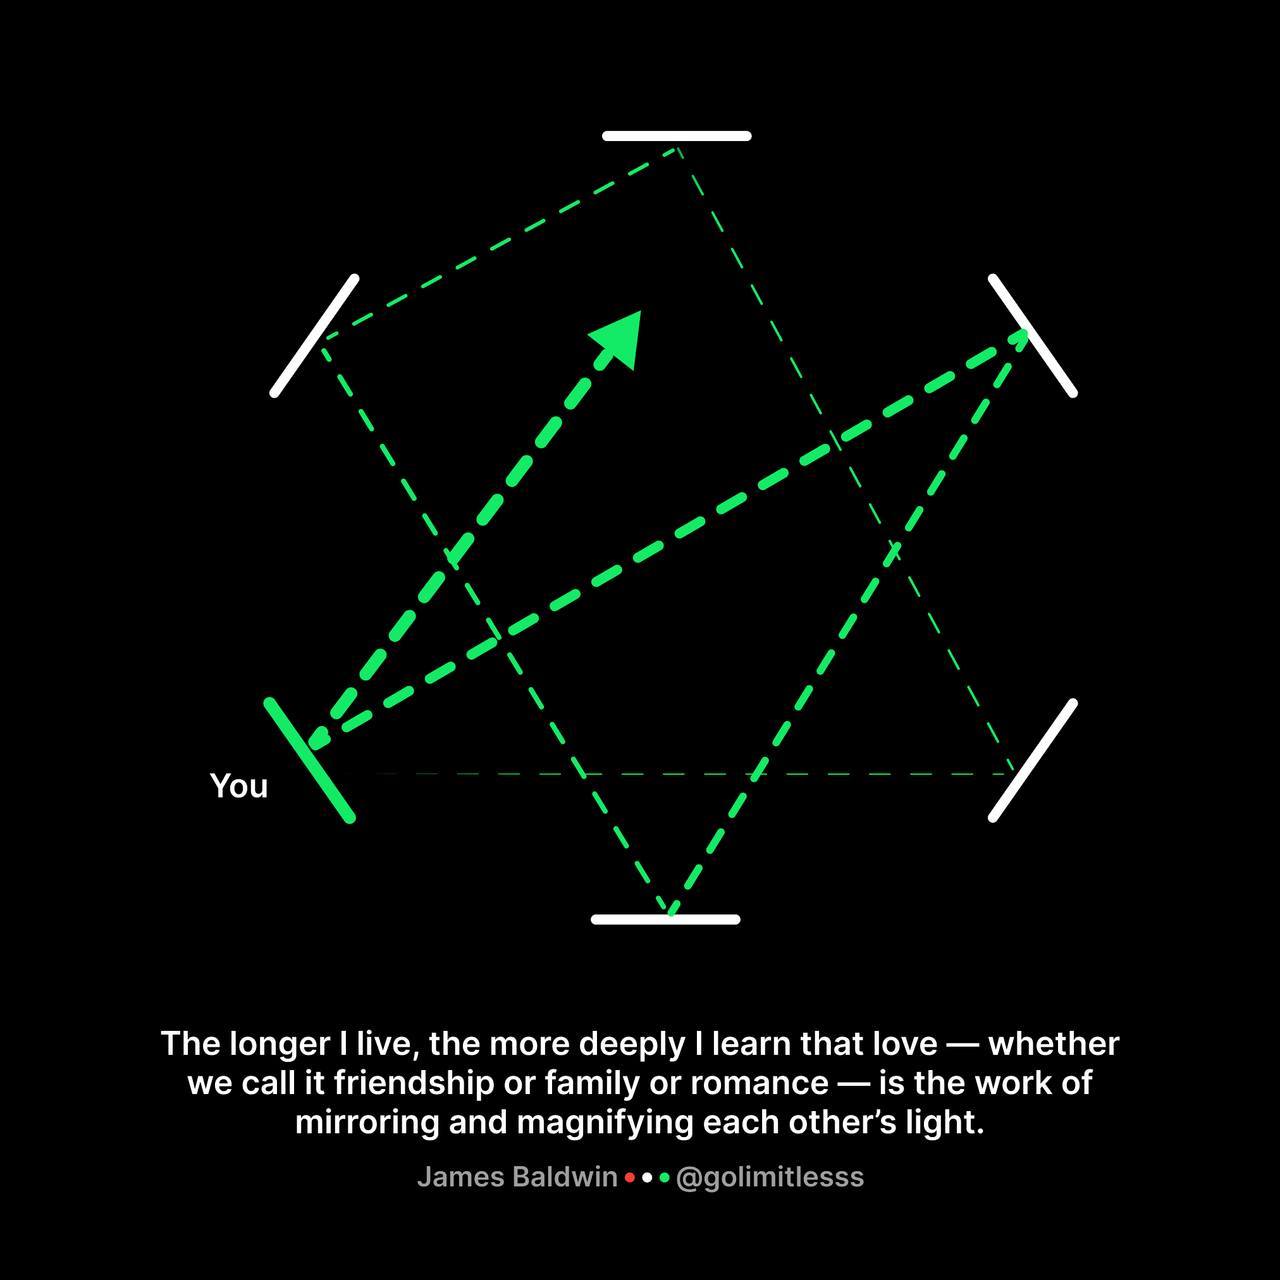 You
The longer I live, the more deeply I learn that love — whether
we call it friendship or family or romance — is the work of
mirroring and magnifying each other’s light.
James Baldwin @golimitlesss